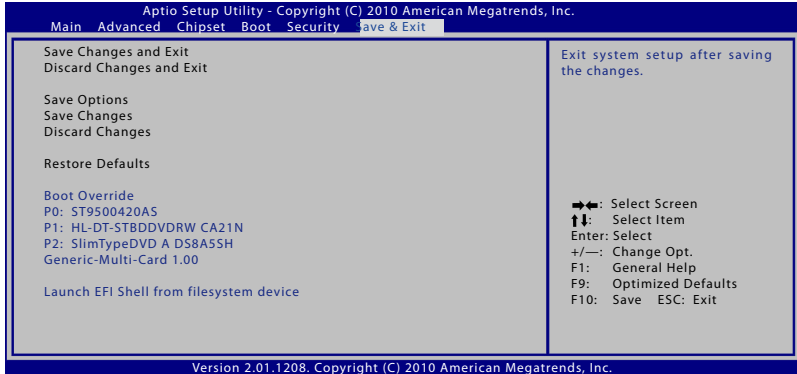 Aptio Setup Utility - Copyright (C) 2010 American Megatrends, Inc.
Main Advanced Chipset Boot Security Save & Exit
Save Changes and Exit
Discard Changes and Exit
Save Options
Save Changes
Discard Changes
Restore Defaults
Boot Override
P0: ST9500420AS
P1: HL-DT-STBDDVDRW CA21N
P2: SlimTypeDVD A DS8A5SH
Generic-Multi-Card 1.00
Launch EFI Shell from filesystem device
Exit system setup after saving
the changes.
→←: Select Screen
↑↓: Select Item
Enter: Select
+/—: Change Opt.
F1: General Help
F9: Optimized Defaults
F10: Save ESC: Exit
Version 2.01.1208. Copyright (C) 2010 American Megatrends, Inc.